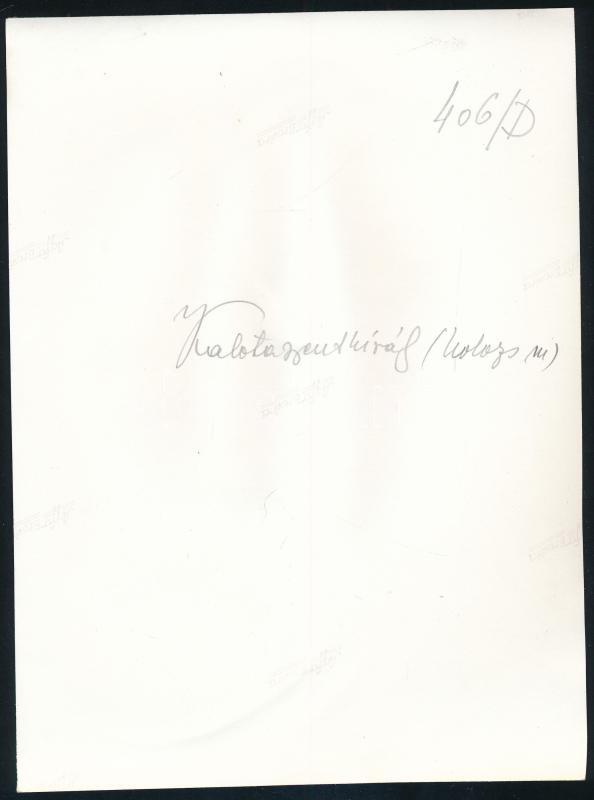 406/D
Kalotaszentkirály (Kolozs m)